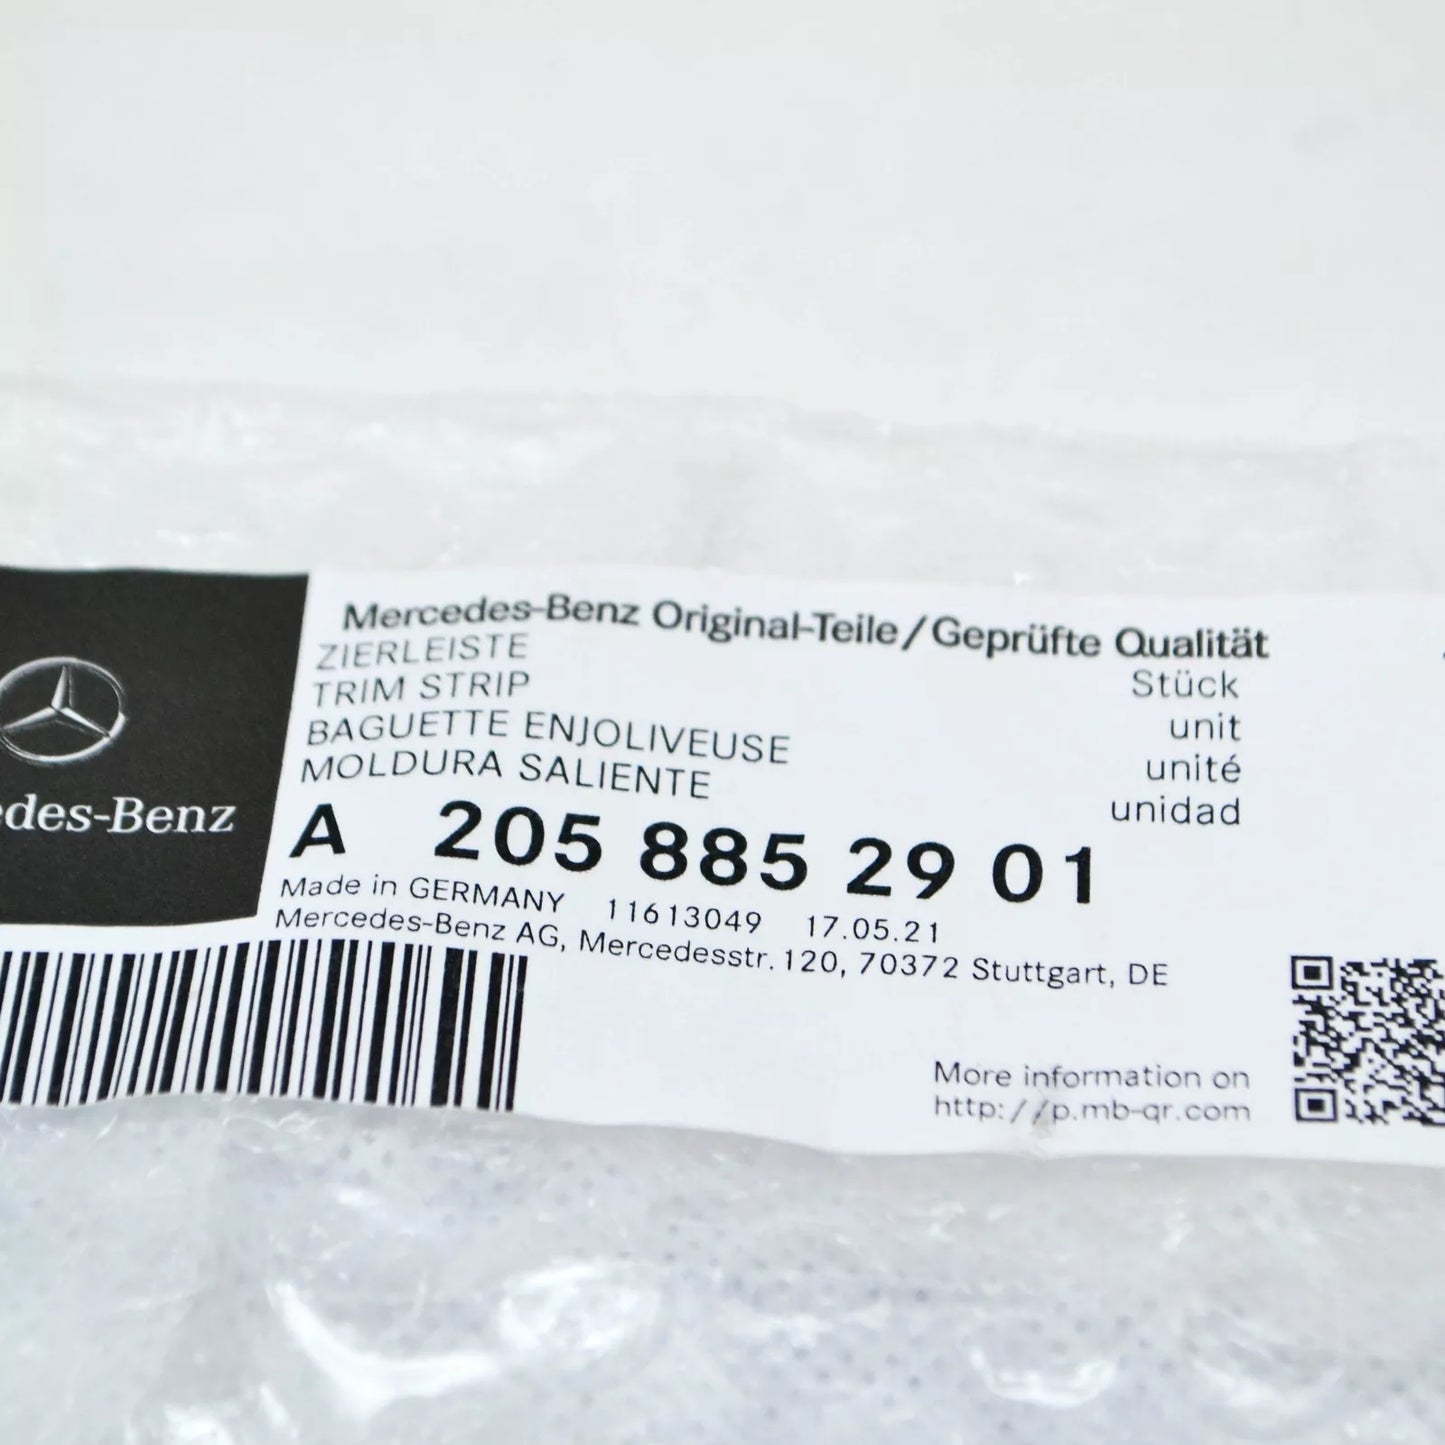 Mercedes-Benz Original-Teile/Geprüfte Qualität
ZIERLEISTE Stück
TRIM STRIP unit
BAGUETTE ENJOLIVEUSE unité
MOLDURA SALIENTE unidad
A 205 885 29 01
Made in GERMANY 11613049 17.05.21
Mercedes-Benz AG, Mercedesstr. 120, 70372 Stuttgart, DE
edes-Benz
More information on
http://p.mb-qr.com